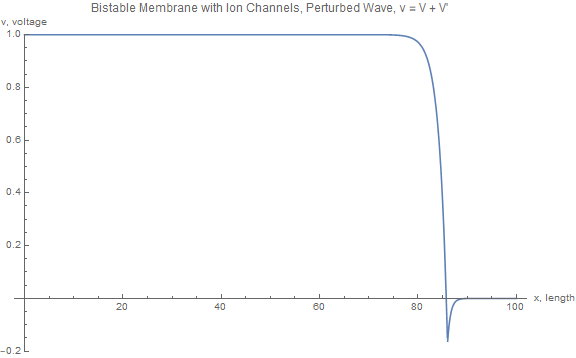 Bistable Membrane with Ion Channels, Perturbed Wave, v = V + V'
v, voltage
1.0
0.8
0.6
0.4
0.2
-0.2
20 40 60 80 100
x, length